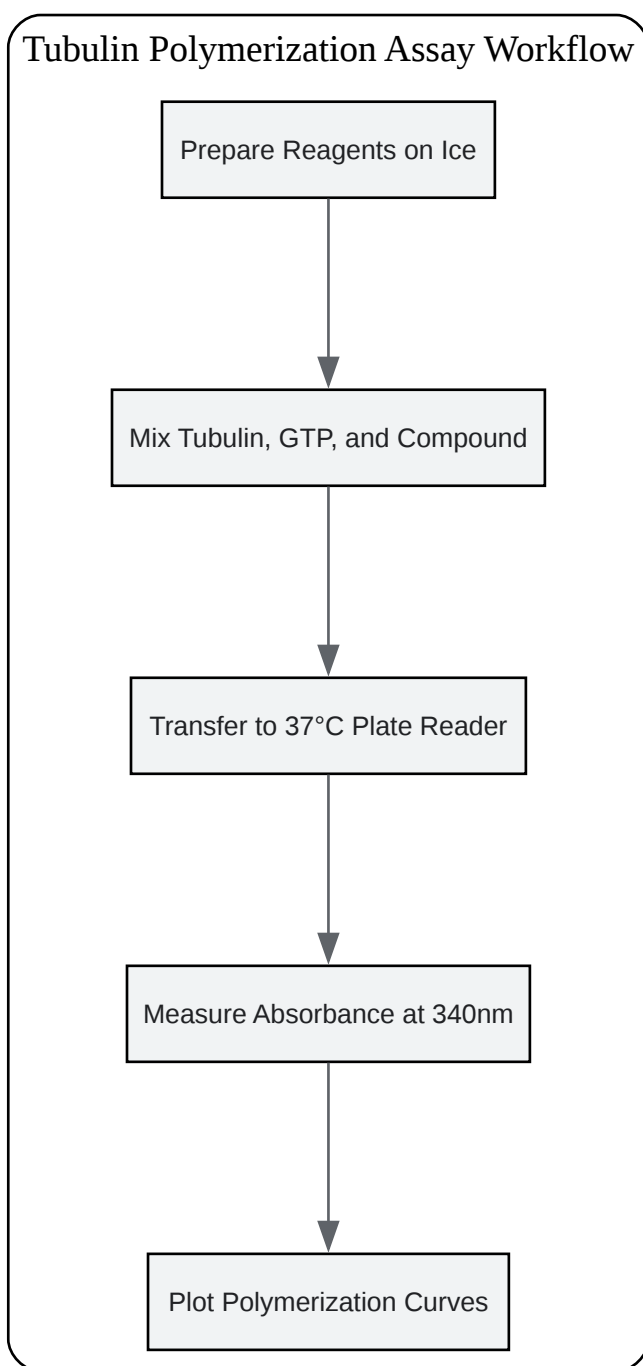 Tubulin Polymerization Assay Workflow
Prepare Reagents on Ice
Mix Tubulin, GTP, and Compound
Transfer to 37°C Plate Reader
Measure Absorbance at 340nm
Plot Polymerization Curves